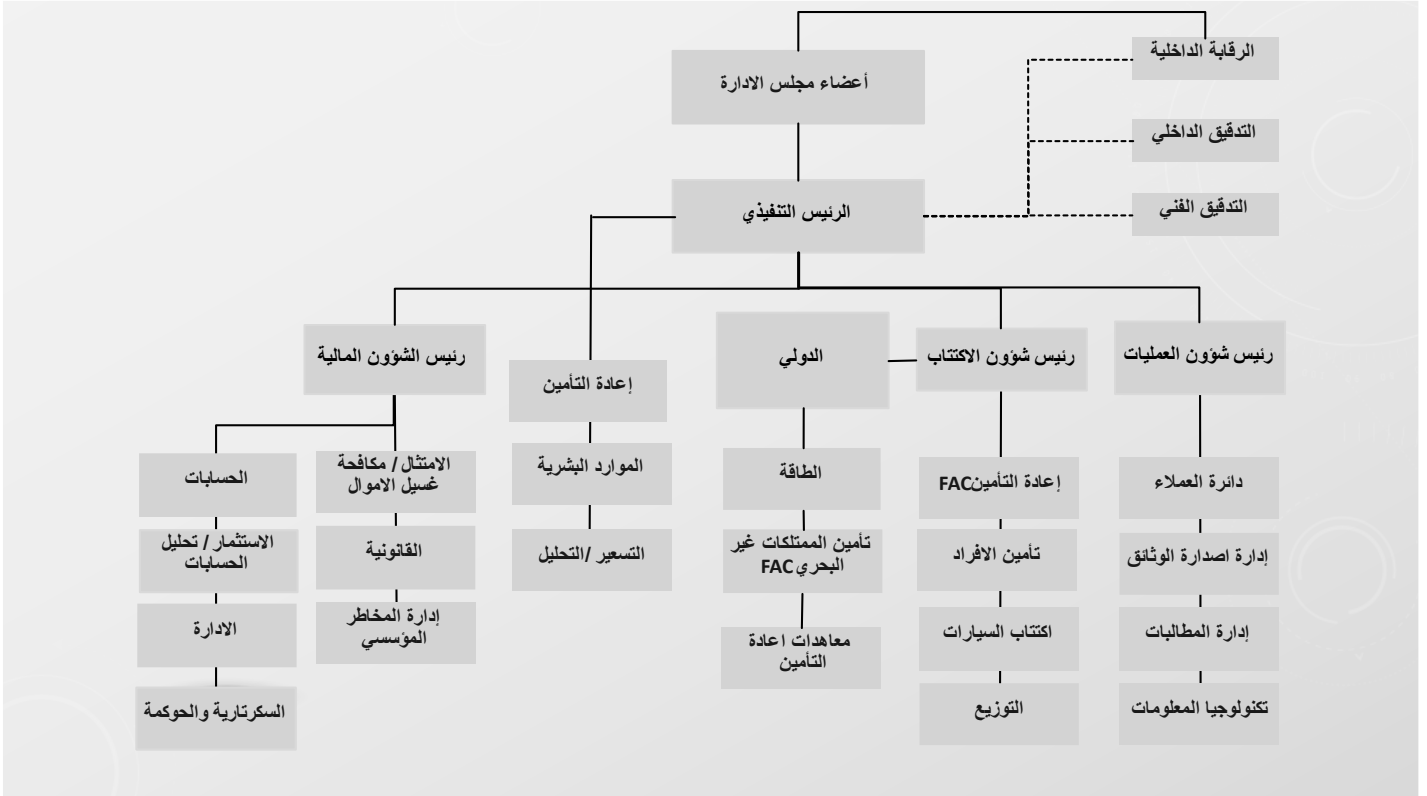 الرقابة الداخلية
أعضاء مجلس الادارة
التدقيق الداخلي
التدقيق الفني
الرئيس التنفيذي
رئيس شؤون العمليات
رئيس شؤون الاكتتاب
الدولي
إعادة التأمين
رئيس الشؤون المالية
دائرة العملاء
إعادة التأمينFAC
الطاقة
الموارد البشرية
الامتثال / مكافحة
غسيل الاموال
الحسابات
إدارة اصدارة الوثائق
تأمين الافراد
تأمين الممتلكات غير
البحري FAC
التسعير /التحليل
القانونية
الاستثمار / تحليل
الحسابات
إدارة المطالبات
اكتتاب السيارات
معاهدات اعادة
التأمين
إدارة المخاطر
المؤسسي
الادارة
تكنولوجيا المعلومات
التوزيع
السكرتارية والحوكمة